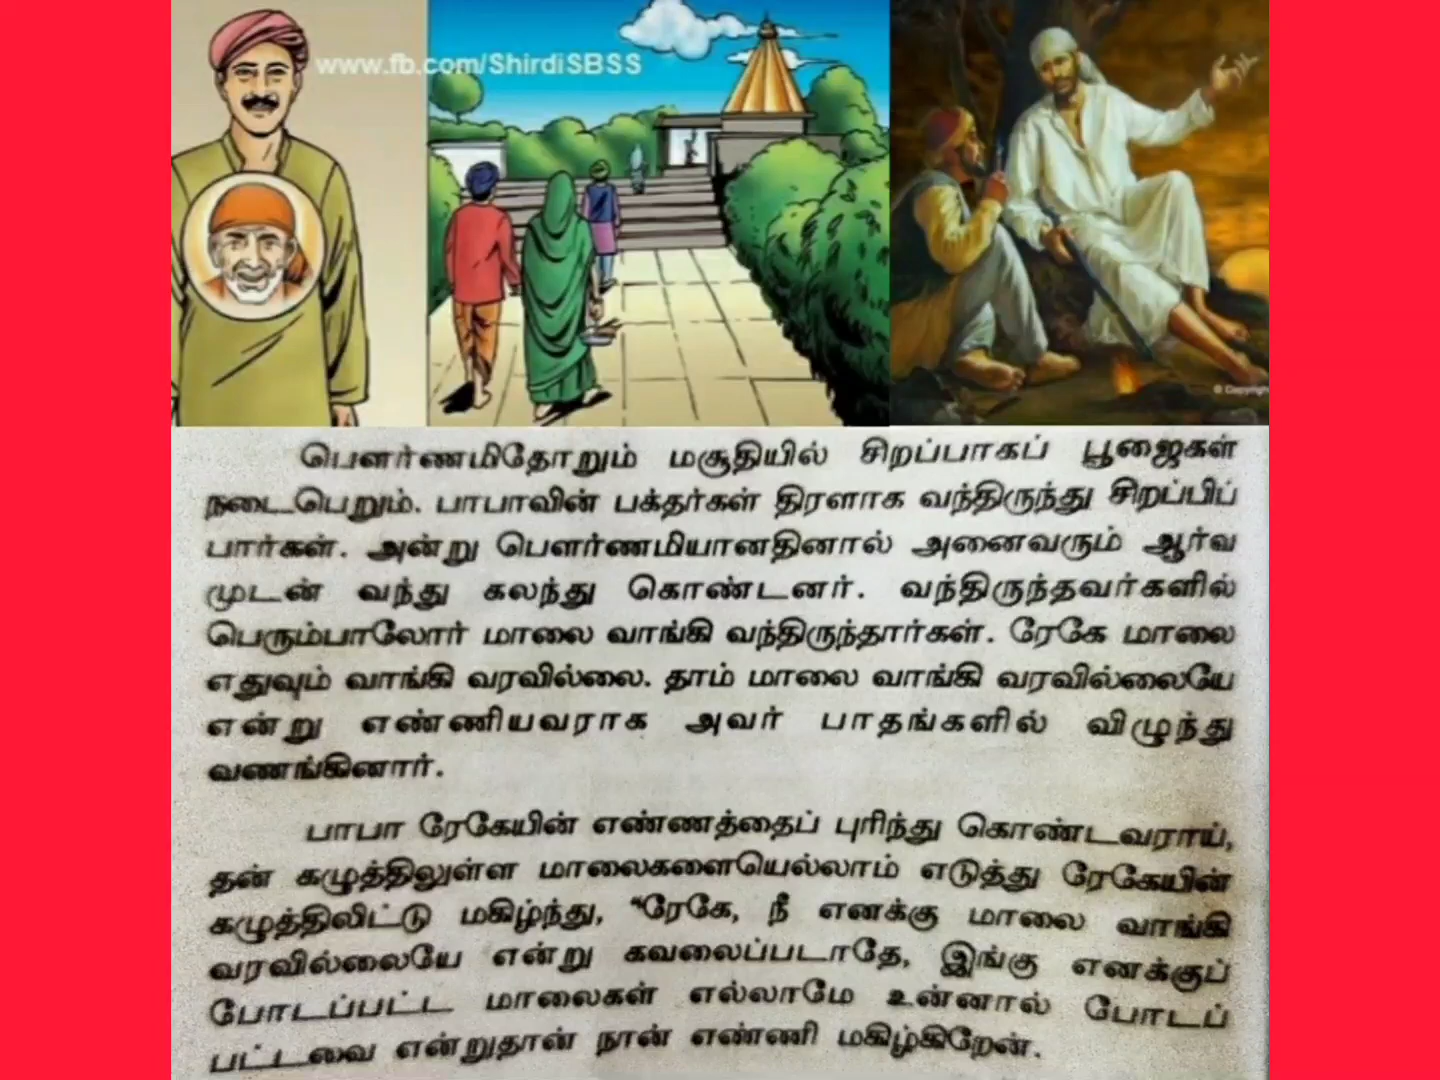 www.fb.com/ShirdiSBSS
© Copyright
பௌர்ணமிதோறும் மசூதியில் சிறப்பாகப் பூஜைகள்
நடைபெறும். பாபாவின் பக்தர்கள் திரளாக வந்திருந்து சிறப்பிப்
பார்கள். அன்று பௌர்ணமியானதினால் அனைவரும் ஆர்வ
முடன் வந்து கலந்து கொண்டனர். வந்திருந்தவர்களில்
பெரும்பாலோர் மாலை வாங்கி வந்திருந்தார்கள். ரேகே மாலை
எதுவும் வாங்கி வரவில்லை. தாம் மாலை வாங்கி வரவில்லையே
என்று எண்ணியவராக அவர் பாதங்களில் விழுந்து
வணங்கினார்.
பாபா ரேகேயின் எண்ணத்தைப் புரிந்து கொண்டவராய்,
தன் கழுத்திலுள்ள மாலைகளையெல்லாம் எடுத்து ரேகேயின்
கழுத்திலிட்டு மகிழ்ந்து, "ரேகே, நீ எனக்கு மாலை வாங்கி
வரவில்லையே என்று கவலைப்படாதே, இங்கு எனக்குப்
போடப்பட்ட மாலைகள் எல்லாமே உன்னால் போடப்
பட்டவை என்றுதான் நான் எண்ணி மகிழ்கிறேன்.